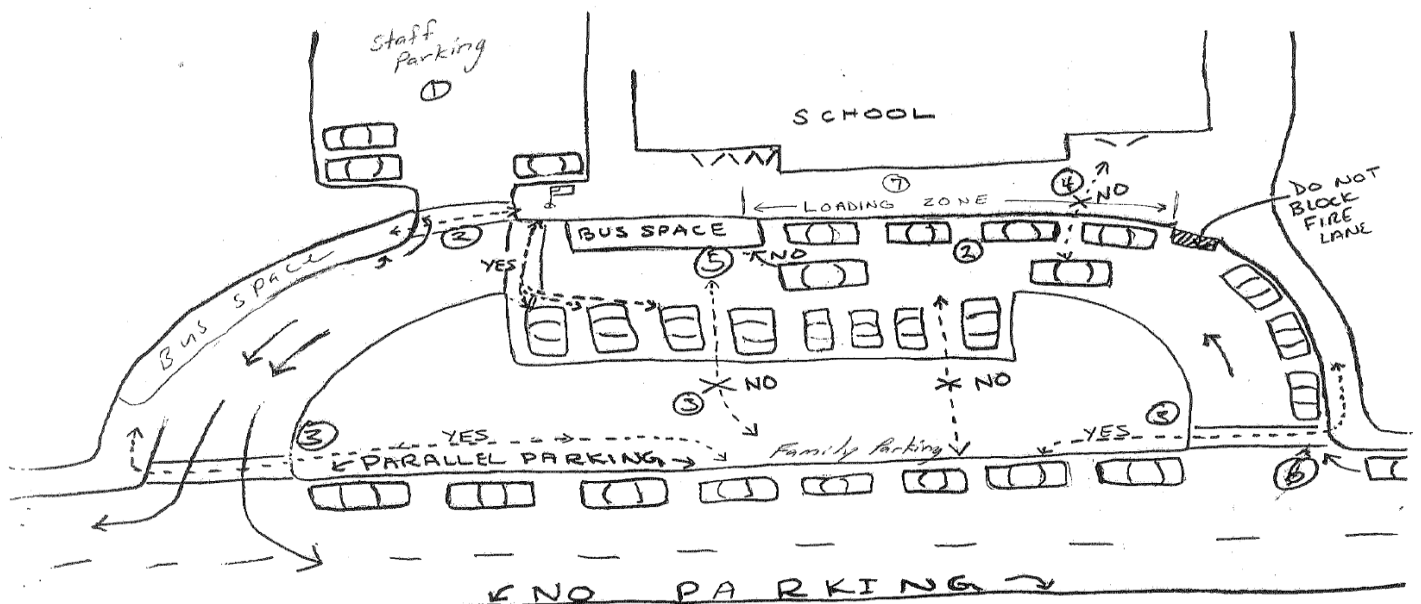 Staff
Parking
1
SCHOOL
7
4
NO
LOADING ZONE
DO NOT
BLOCK
FIRE
LANE
2
BUS SPACE
NO
5
2
YES
Bus Space
NO
NO
3
3
YES
3
YES
PARALLEL PARKING
Family Parking
6
NO PARKING